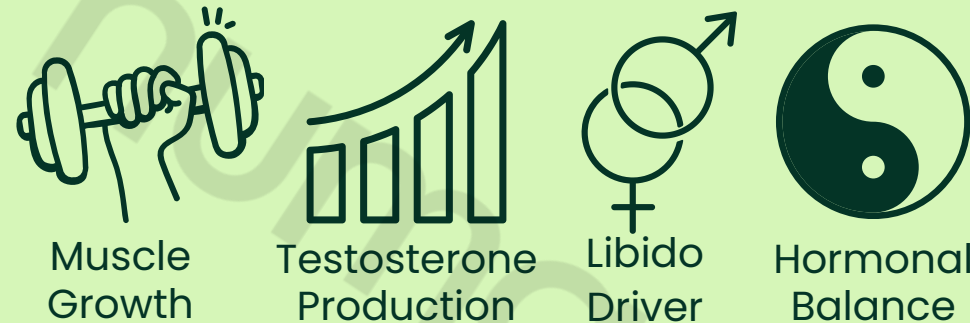 Muscle
Growth
Testosterone
Production
Libido
Driver
Hormonal
Balance